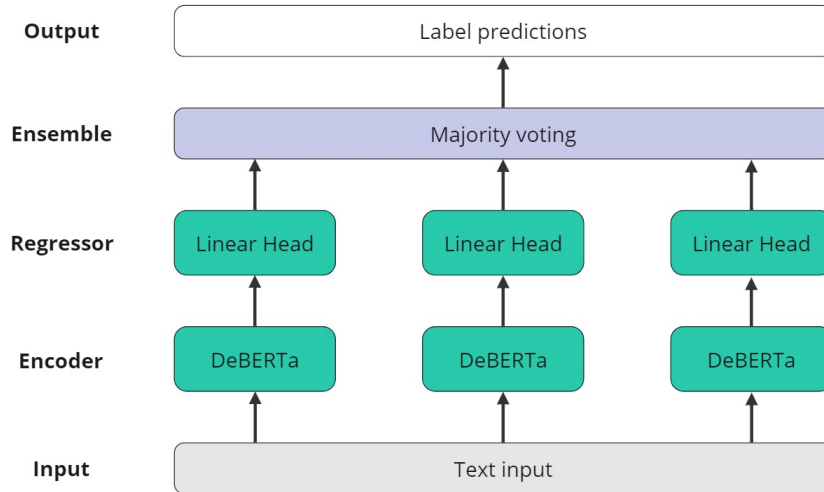 Output
Label predictions
Ensemble
Majority voting
Regressor
Linear Head
Linear Head
Linear Head
Encoder
DeBERTa
DeBERTa
DeBERTa
Input
Text input